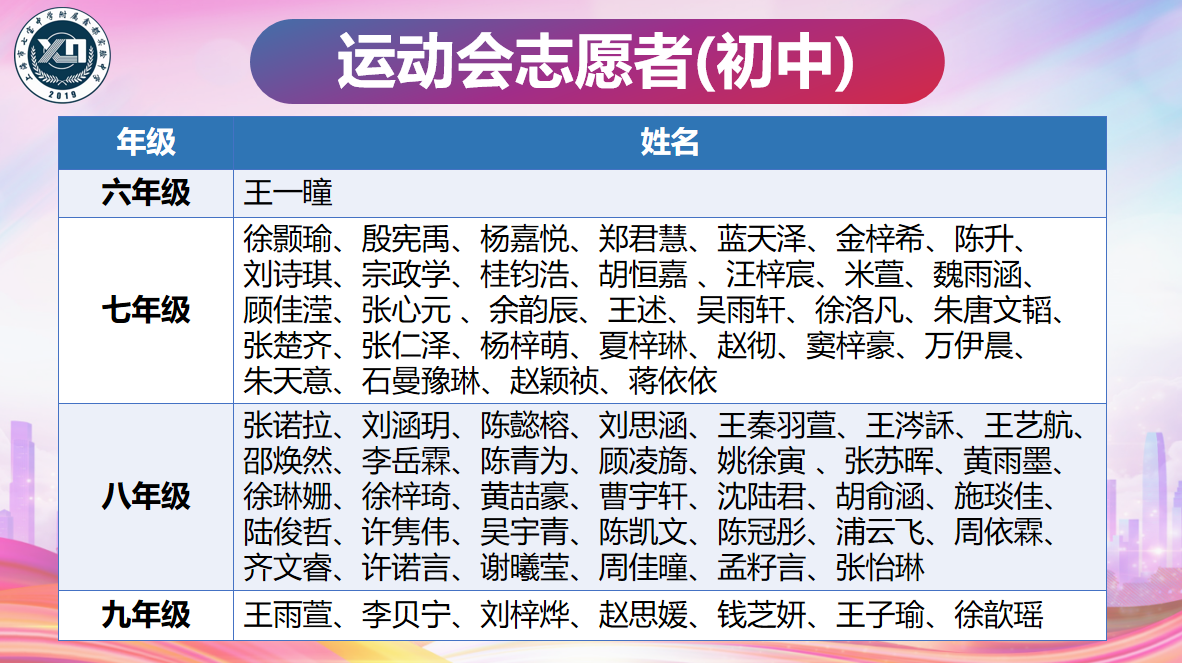 上海市七宝中学附属鑫都实验中学
2019
运动会志愿者(初中)
年级 姓名
六年级 王一瞳
徐颢瑜、殷宪禹、杨嘉悦、郑君慧、蓝天泽、金梓希、陈升、
刘诗琪、宗政学、桂钧浩、胡恒嘉 、汪梓宸、米萱、魏雨涵、
七年级 顾佳滢、张心元 、余韵辰、王述、吴雨轩、徐洛凡、朱唐文韬、
张楚齐、张仁泽、杨梓萌、夏梓琳、赵彻、窦梓豪、万伊晨、
朱天意、石曼豫琳、赵颖祯、蒋依依
张诺拉、刘涵玥、陈懿榕、刘思涵、王秦羽萱、王涔訸、王艺航、
邵焕然、李岳霖、陈青为、顾凌旖、姚徐寅 、张苏晖、黄雨墨、
八年级 徐琳姗、徐梓琦、黄喆豪、曹宇轩、沈陆君、胡俞涵、施琰佳、
陆俊哲、许隽伟、吴宇青、陈凯文、陈冠彤、浦云飞、周依霖、
齐文睿、许诺言、谢曦莹、周佳曈、孟籽言、张怡琳
九年级 王雨萱、李贝宁、刘梓烨、赵思媛、钱芝妍、王子瑜、徐歆瑶